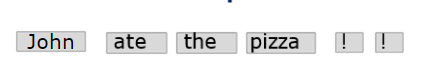 John ate the pizza ! !